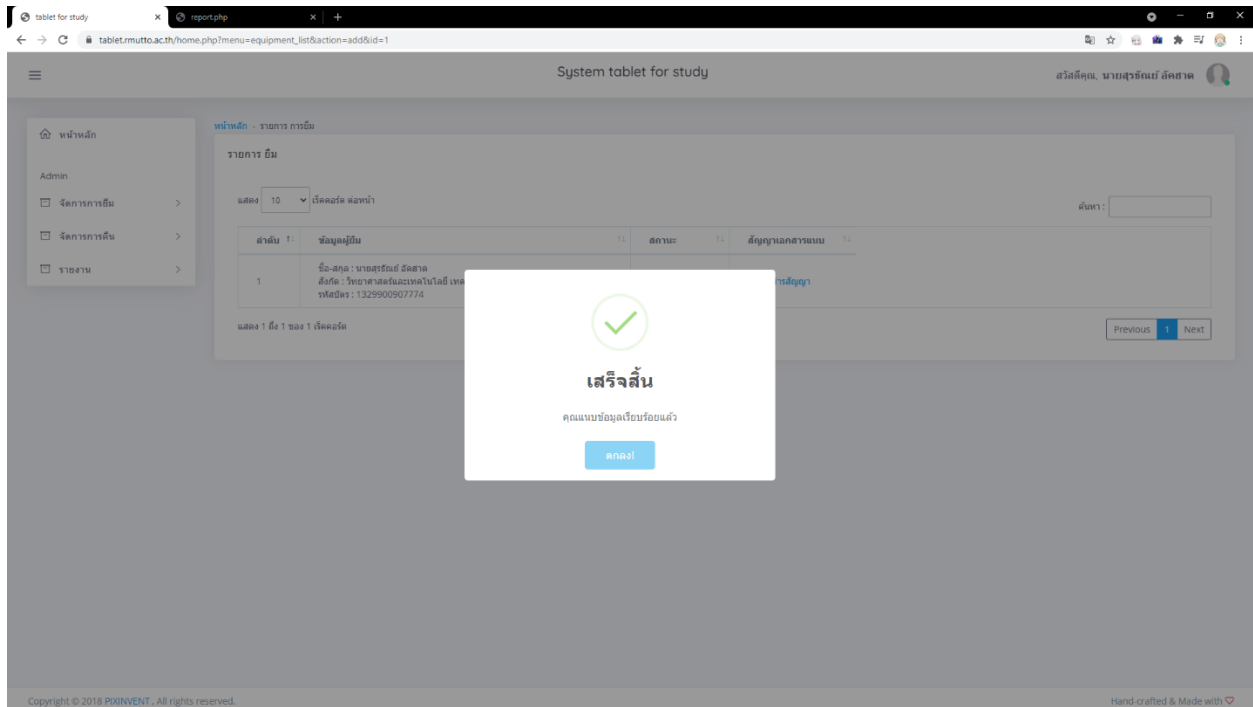 tablet for study
report.php
tablet.rmutto.ac.th/home.php?menu=equipment_list&action=add&id=1
System tablet for study
สวัสดีคุณ, นายสุรธัณย์ อัคฮาด
หน้าหลัก
Admin
จัดการการยืม
จัดการการคืน
รายงาน
หน้าหลัก - รายการ การยืม
รายการ ยืม
แสดง 10 เร็คคอร์ด ต่อหน้า
ค้นหา :
ลำดับ ข้อมูลผู้ยืม สถานะ สัญญาเอกสารแนบ
1
ชื่อ-สกุล : นายสุรธัณย์ อัคฮาด
สังกัด : วิทยาศาสตร์และเทคโนโลยี เทค
รหัสบัตร : 1329900907774
ารสัญญา
แสดง 1 ถึง 1 ของ 1 เร็คคอร์ด
Previous 1 Next
เสร็จสิ้น
คุณแนบข้อมูลเรียบร้อยแล้ว
ตกลง!
Copyright © 2018 PIXINVENT , All rights reserved.
Hand-crafted & Made with